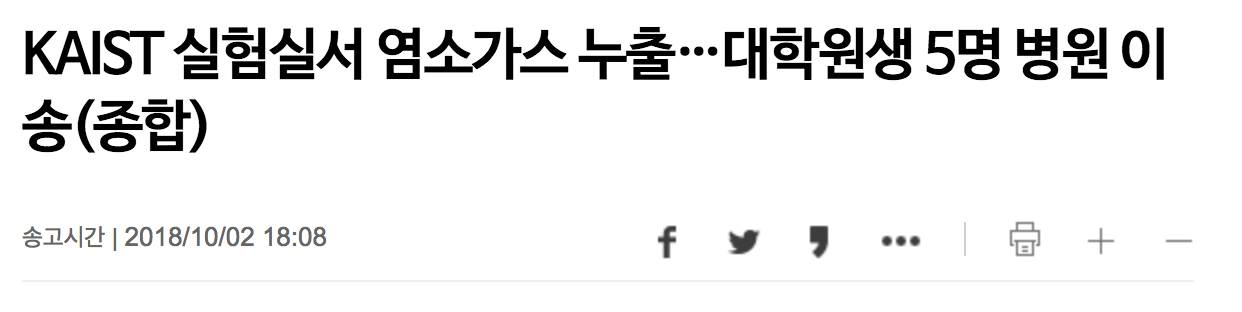 KAIST 실험실서 염소가스 누출…대학원생 5명 병원 이
송(종합)
송고시간 | 2018/10/02 18:08